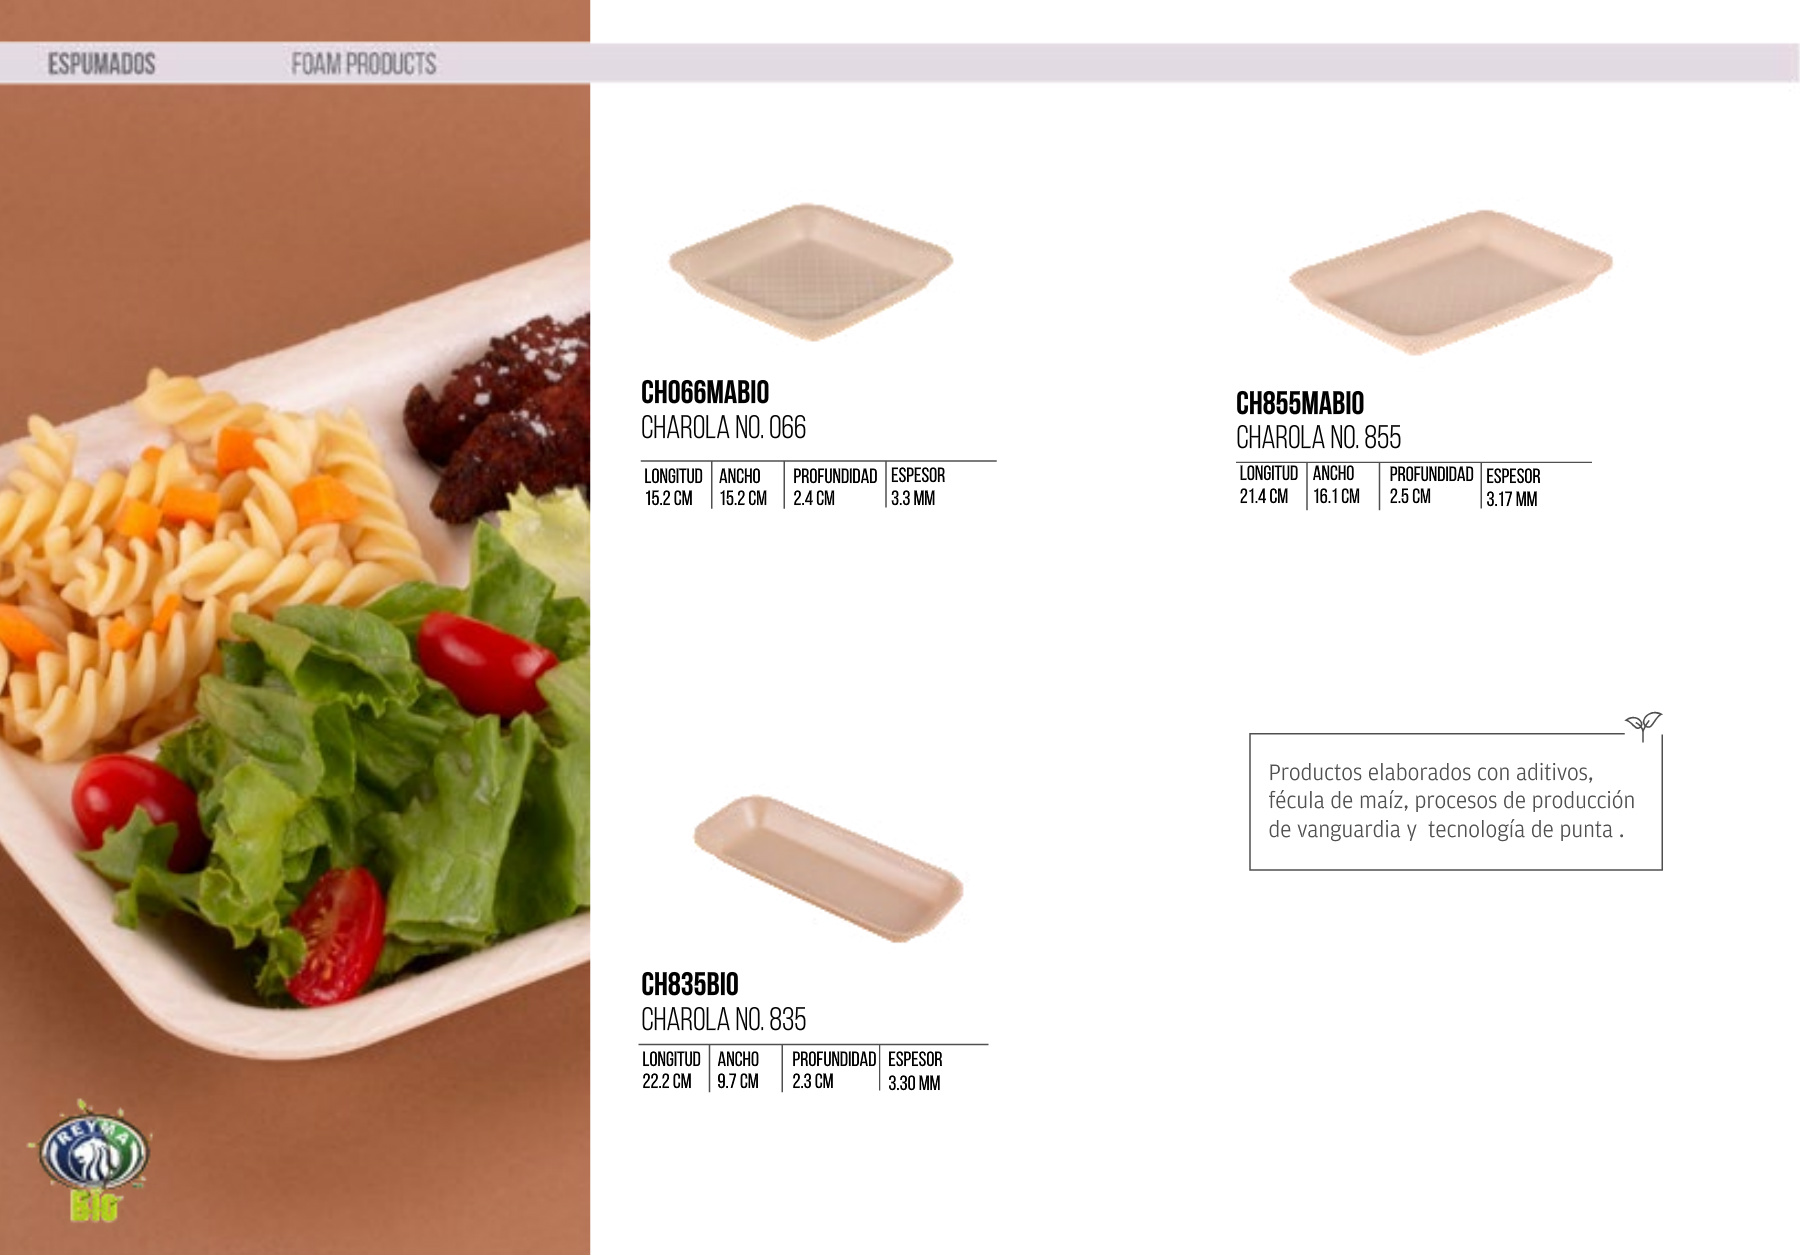 ESPUMADOS FOAM PRODUCTS
CH066MABIO
CHAROLA NO. 066
LONGITUD ANCHO PROFUNDIDAD ESPESOR
15.2 CM 15.2 CM 2.4 CM 3.3 MM
CH855MABIO
CHAROLA NO. 855
LONGITUD ANCHO PROFUNDIDAD ESPESOR
21.4 CM 16.1 CM 2.5 CM 3.17 MM
CH835BIO
CHAROLA NO. 835
LONGITUD ANCHO PROFUNDIDAD ESPESOR
22.2 CM 9.7 CM 2.3 CM 3.30 MM
Productos elaborados con aditivos,
fécula de maíz, procesos de producción
de vanguardia y  tecnología de punta .
REYMA
Bio